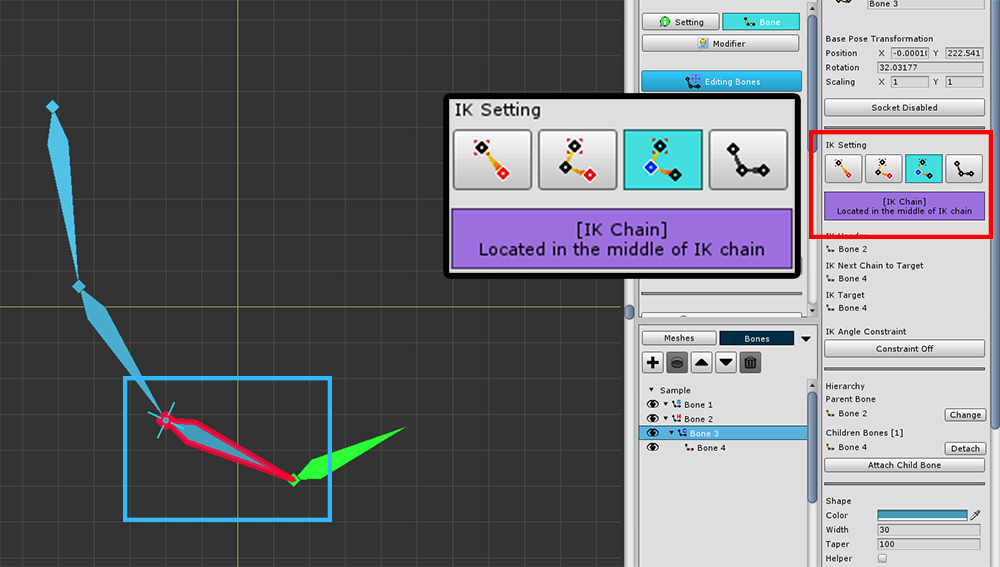 Setting
Bone
Modifier
Editing Bones
IK Setting
[IK Chain]
Located in the middle of IK chain
Meshes
Bones
Sample
Bone 1
Bone 2
Bone 3
Bone 4
Bone 3
Base Pose Transformation
Position X -0.0001 Y 222.541
Rotation 32.03177
Scaling X 1 Y 1
Socket Disabled
IK Setting
[IK Chain]
Located in the middle of IK chain
Bone 2
IK Next Chain to Target
Bone 4
IK Target
Bone 4
IK Angle Constraint
Constraint Off
Hierarchy
Parent Bone
Bone 2 Change
Children Bones [1]
Bone 4 Detach
Attach Child Bone
Shape
Color
Width 30
Taper 100
Helper